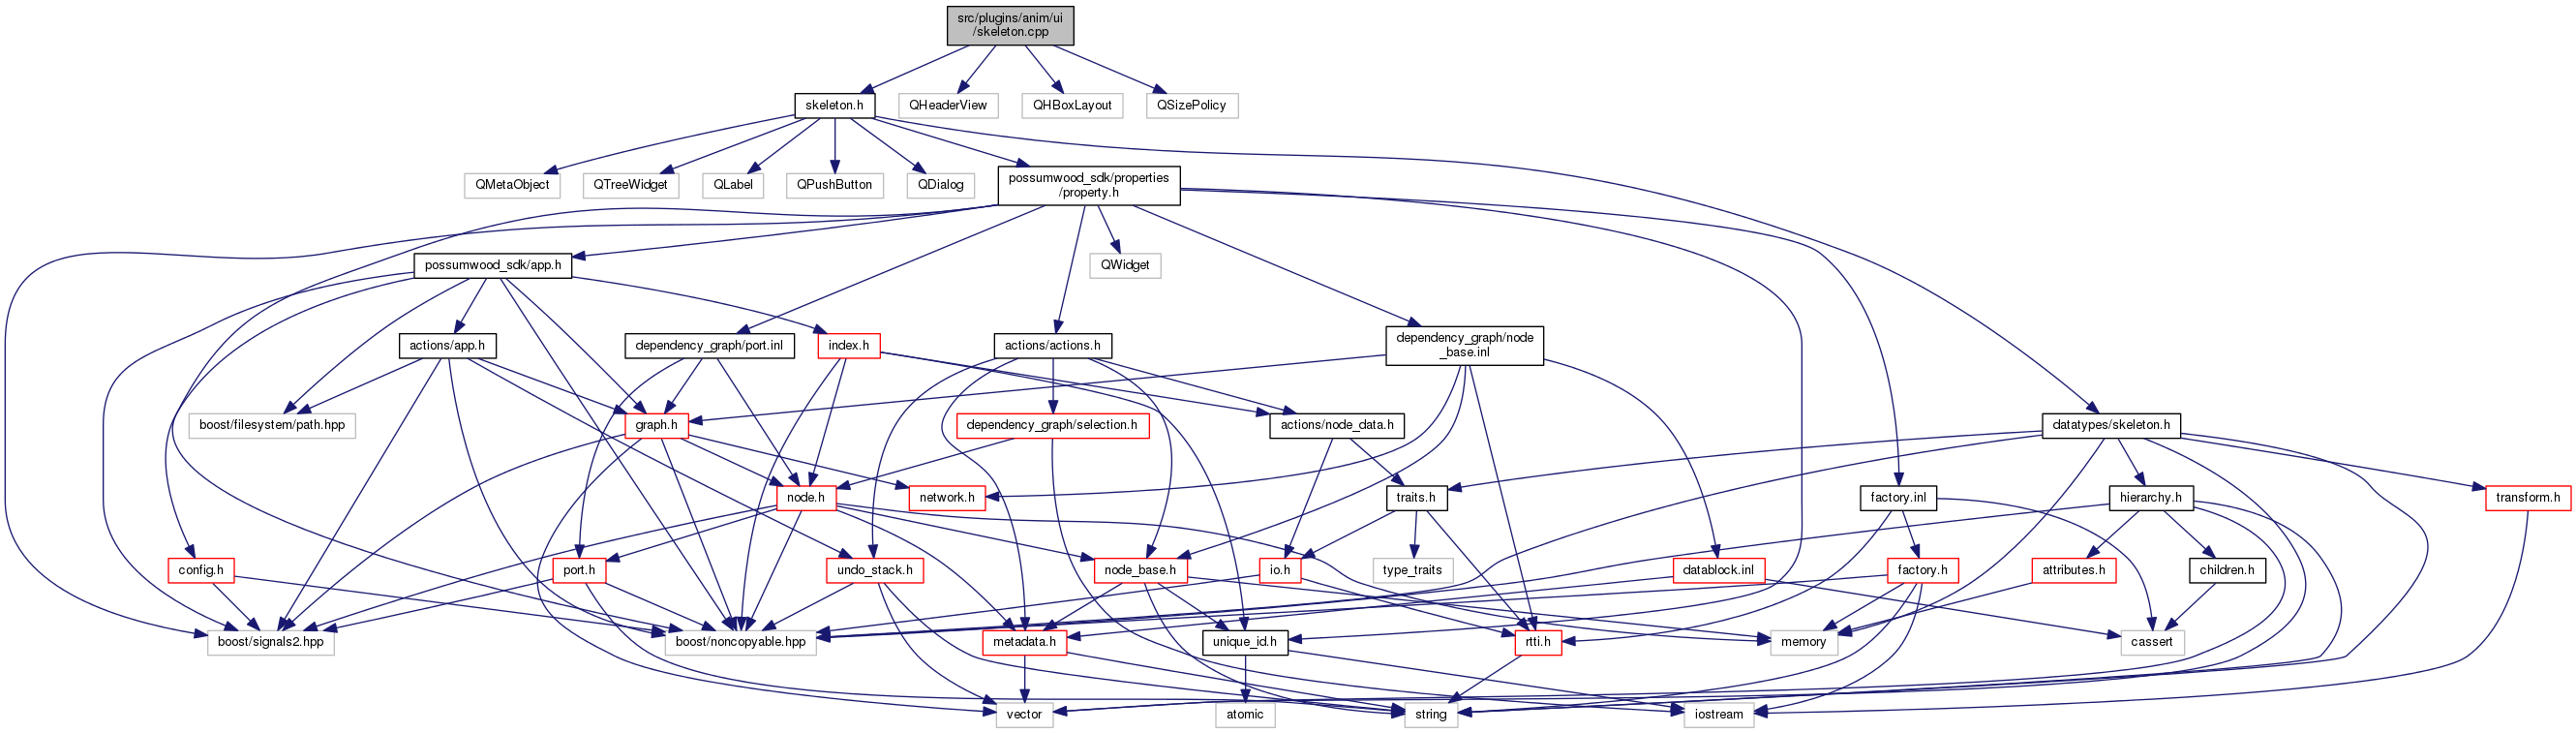 src/plugins/anim/ui
/skeleton.cpp
skeleton.h
QHeaderView
QHBoxLayout
QSizePolicy
QMetaObject
QTreeWidget
QLabel
QPushButton
QDialog
possumwood_sdk/properties
/property.h
possumwood_sdk/app.h
QWidget
actions/app.h
dependency_graph/port.inl
index.h
actions/actions.h
dependency_graph/node
_base.inl
boost/filesystem/path.hpp
graph.h
dependency_graph/selection.h
actions/node_data.h
datatypes/skeleton.h
node.h
network.h
traits.h
factory.inl
hierarchy.h
transform.h
config.h
port.h
undo_stack.h
node_base.h
io.h
type_traits
datablock.inl
factory.h
attributes.h
children.h
boost/signals2.hpp
boost/noncopyable.hpp
metadata.h
unique_id.h
rtti.h
memory
cassert
vector
atomic
string
iostream